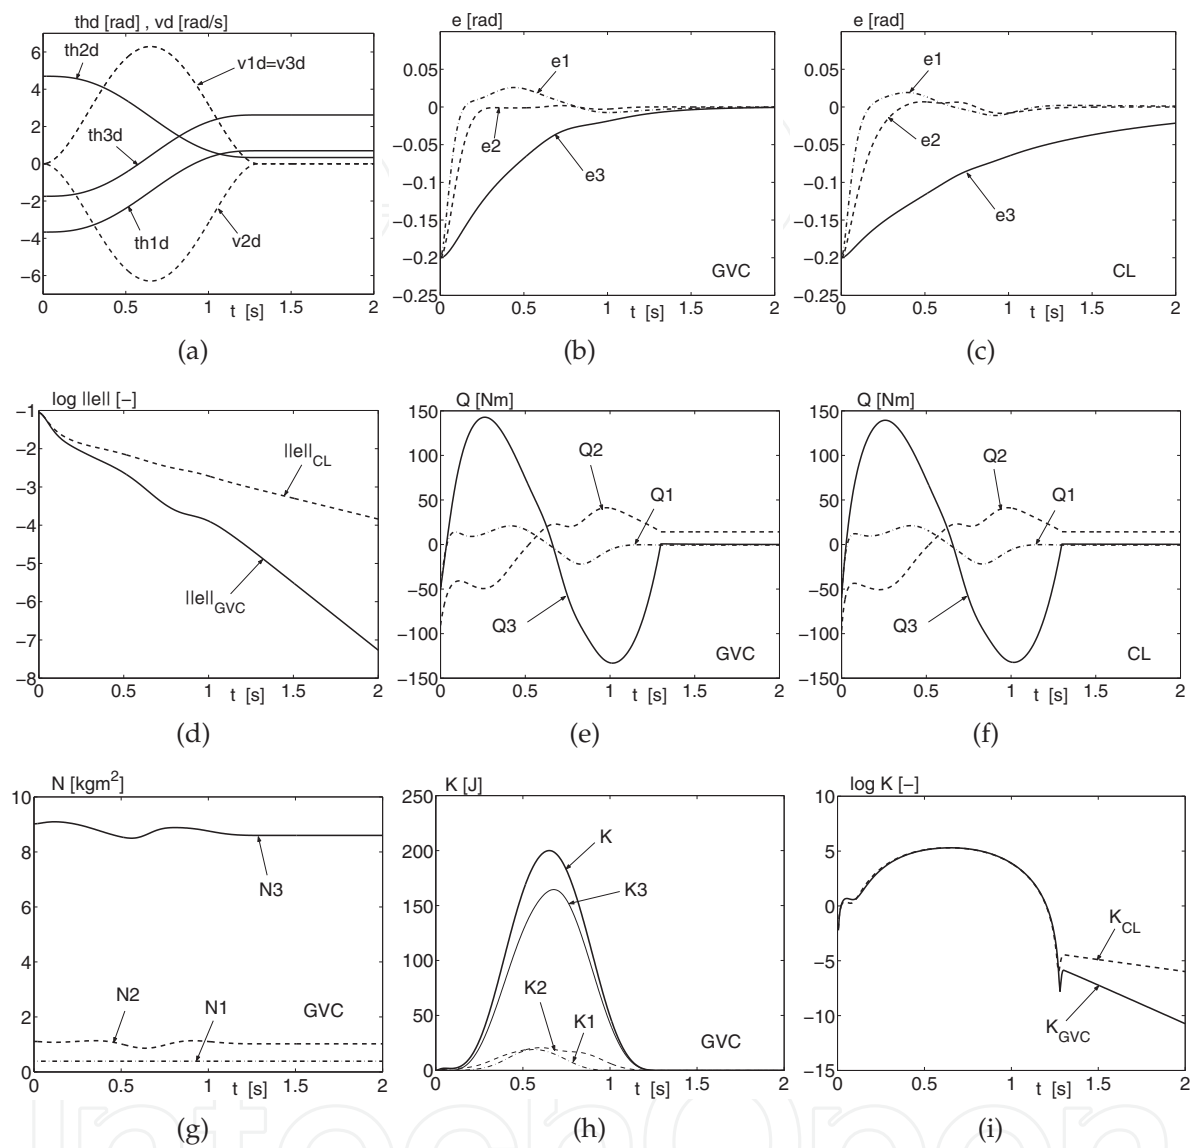 thd [rad] , vd [rad/s]
6
4
2
0
−2
−4
−6
th2d
v1d=v3d
th3d
th1d
v2d
0
0.5
1
1.5
2
t [s]
(a)
e [rad]
0.05
0
−0.05
−0.1
−0.15
−0.2
−0.25
e1
e2
e3
GVC
0
0.5
1
1.5
2
t [s]
(b)
e [rad]
0.05
0
−0.05
−0.1
−0.15
−0.2
−0.25
e1
e2
e3
CL
0
0.5
1
1.5
2
t [s]
(c)
log ||e|| [−]
−1
−2
−3
−4
−5
−6
−7
−8
||e||CL
||e||GVC
0
0.5
1
1.5
2
t [s]
(d)
Q [Nm]
150
100
50
0
−50
−100
−150
Q2
Q1
Q3
GVC
0
0.5
1
1.5
2
t [s]
(e)
Q [Nm]
150
100
50
0
−50
−100
−150
Q2
Q1
Q3
CL
0
0.5
1
1.5
2
t [s]
(f)
N [kgm2]
10
8
6
4
2
0
N3
N2
N1
GVC
0
0.5
1
1.5
2
t [s]
(g)
K [J]
250
200
150
100
50
0
K
K3
K2
K1
GVC
0
0.5
1
1.5
2
t [s]
(h)
log K [−]
10
5
0
−5
−10
−15
KCL
KGVC
0
0.5
1
1.5
2
t [s]
(i)